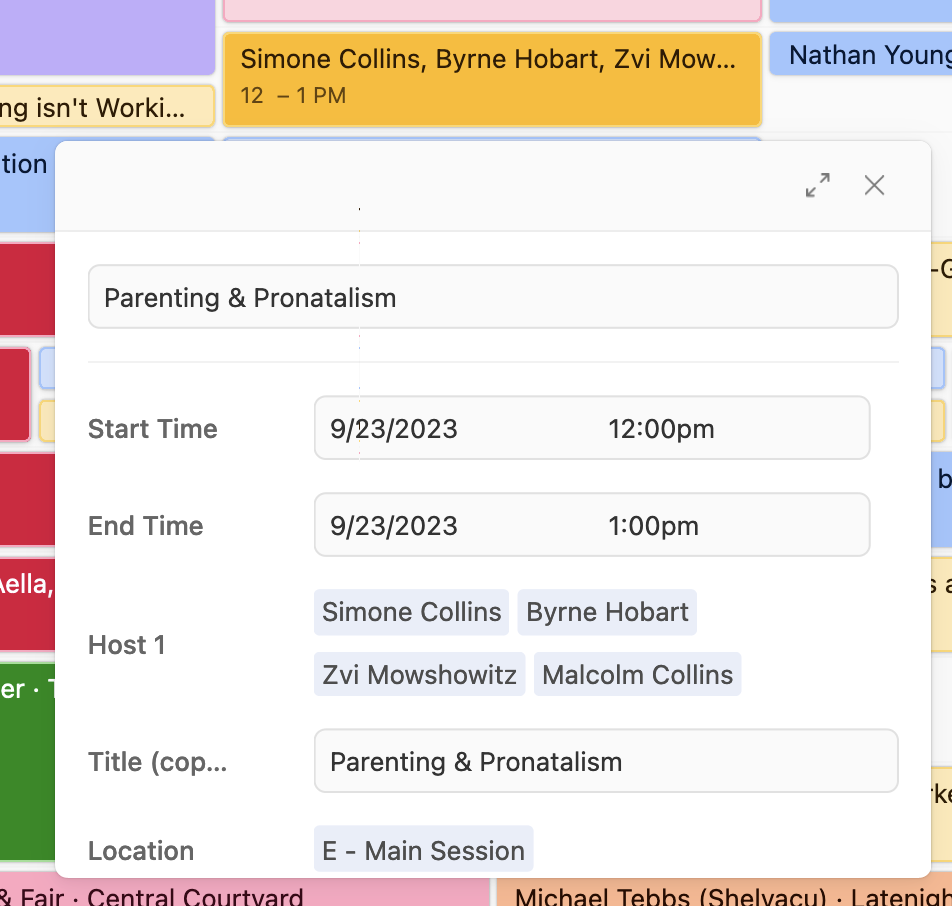 Simone Collins, Byrne Hobart, Zvi Mow...
12 – 1 PM
Nathan Young
ng isn't Worki...
tion
Parenting & Pronatalism
Start Time
9/23/2023
12:00pm
End Time
9/23/2023
1:00pm
Host 1
Simone Collins
Byrne Hobart
Zvi Mowshowitz
Malcolm Collins
Title (cop...
Parenting & Pronatalism
Location
E - Main Session
-G
b
Aella,
s a
er · T
rke
& Fair · Central Courtyard
Michael Tebbs (Shelvacu) · Latenigh